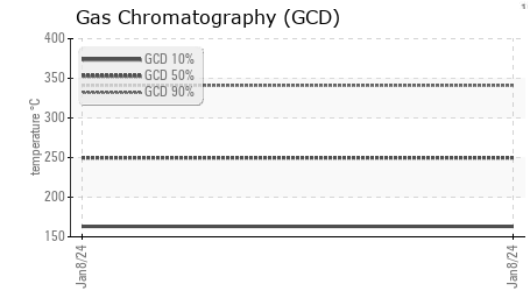 Gas Chromatography (GCD)
400
350
300
250
200
150
temperature °C
GCD 10%
GCD 50%
GCD 90%
Jan8/24
Jan8/24